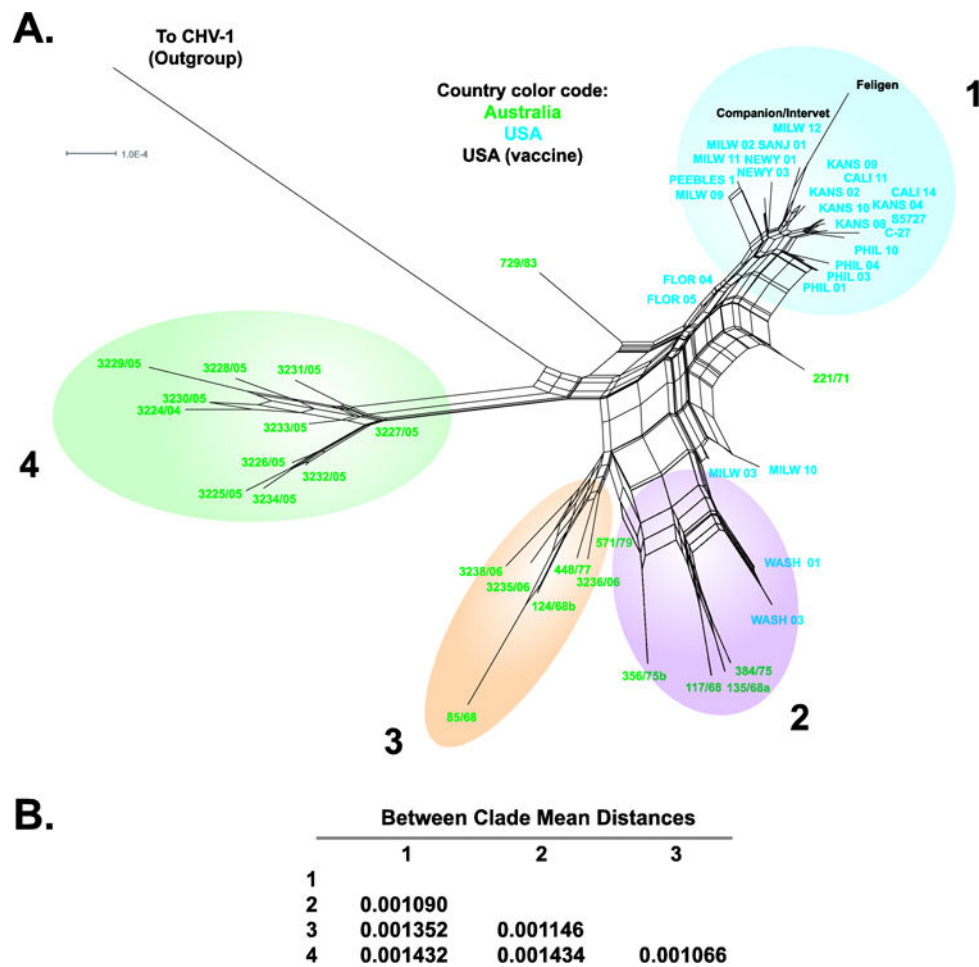 A.
To CHV-1
(Outgroup)
1.0E-4
Country color code:
Australia
USA
USA (vaccine)
1
Feligen
Companion/Intervet
MILW 12
MILW 02 SANJ 01
MILW 11 NEWY 01
NEWY 03
PEEBLES 1
MILW 09
KANS 09
CALI 11
KANS 02
CALI 14
KANS 10
KANS 04
KANS 08
S5727
C-27
PHIL 10
PHIL 04
PHIL 03
PHIL 01
FLOR 04
FLOR 05
729/83
221/71
3229/05
3228/05
3231/05
3230/05
3224/04
3233/05
3227/05
3226/05
3232/05
3225/05
3234/05
4
MILW 03
MILW 10
571/79
3238/06
448/77
3235/06
3236/06
124/68b
85/68
3
WASH 01
WASH 03
356/75b
384/75
117/68
135/68a
2
B.
Between Clade Mean Distances
1 2 3
1
2 0.001090
3 0.001352 0.001146
4 0.001432 0.001434 0.001066